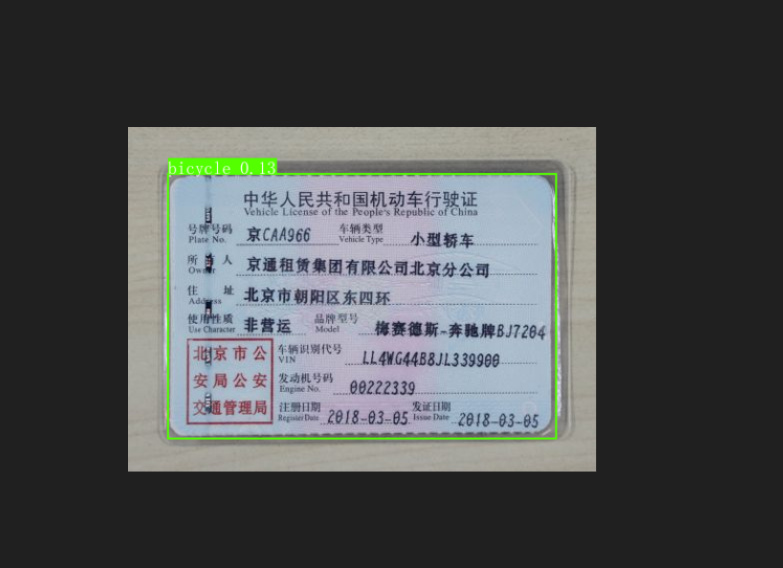 bicycle 0.13
中华人民共和国机动车行驶证
Vehicle License of the People's Republic of China
号牌号码 京CAA966 车辆类型 小型轿车
Plate No. Vehicle Type
所有人 京通租赁集团有限公司北京分公司
Owner
住址 北京市朝阳区东四环
Address
使用性质 非营运 品牌型号 梅赛德斯-奔驰牌BJ7204
Use Character Model
北京市公
安局公安
交通管理局
车辆识别代号 LL4WG44B8JL339900
VIN
发动机号码 00222339
Engine No.
注册日期 2018-03-05 发证日期 2018-03-05
Register Date Issue Date